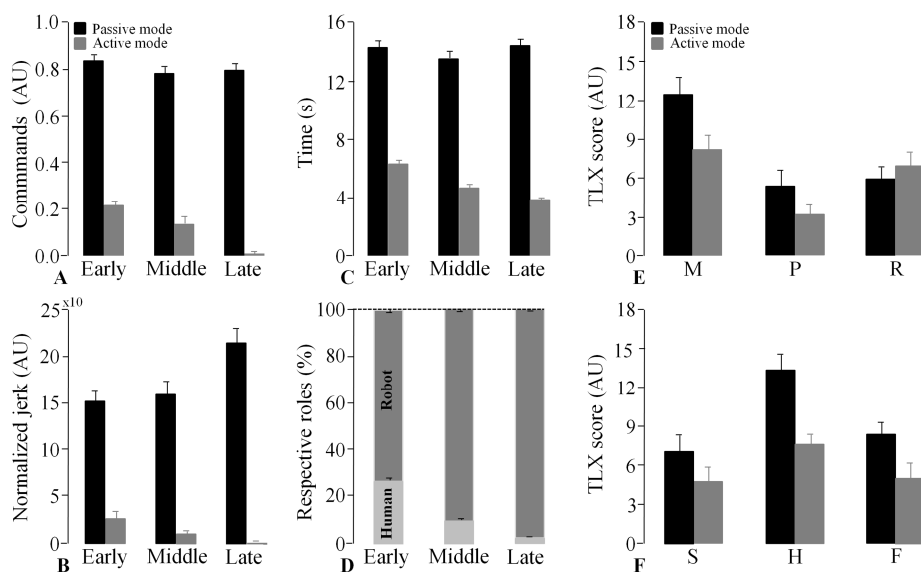 Passive mode
Active mode
1.0
0.8
0.6
0.4
0.2
0.0
Commands (AU)
Early Middle Late
A
16
12
8
4
0
Time (s)
Early Middle Late
C
Passive mode
Active mode
18
15
12
9
6
3
0
TLX score (AU)
M P R
E
x10
25
20
15
10
5
0
Normalized jerk (AU)
Early Middle Late
B
100
80
60
40
20
0
Respective roles (%)
Robot
Human
Early Middle Late
D
18
13
9
6
3
0
TLX score (AU)
S H F
F